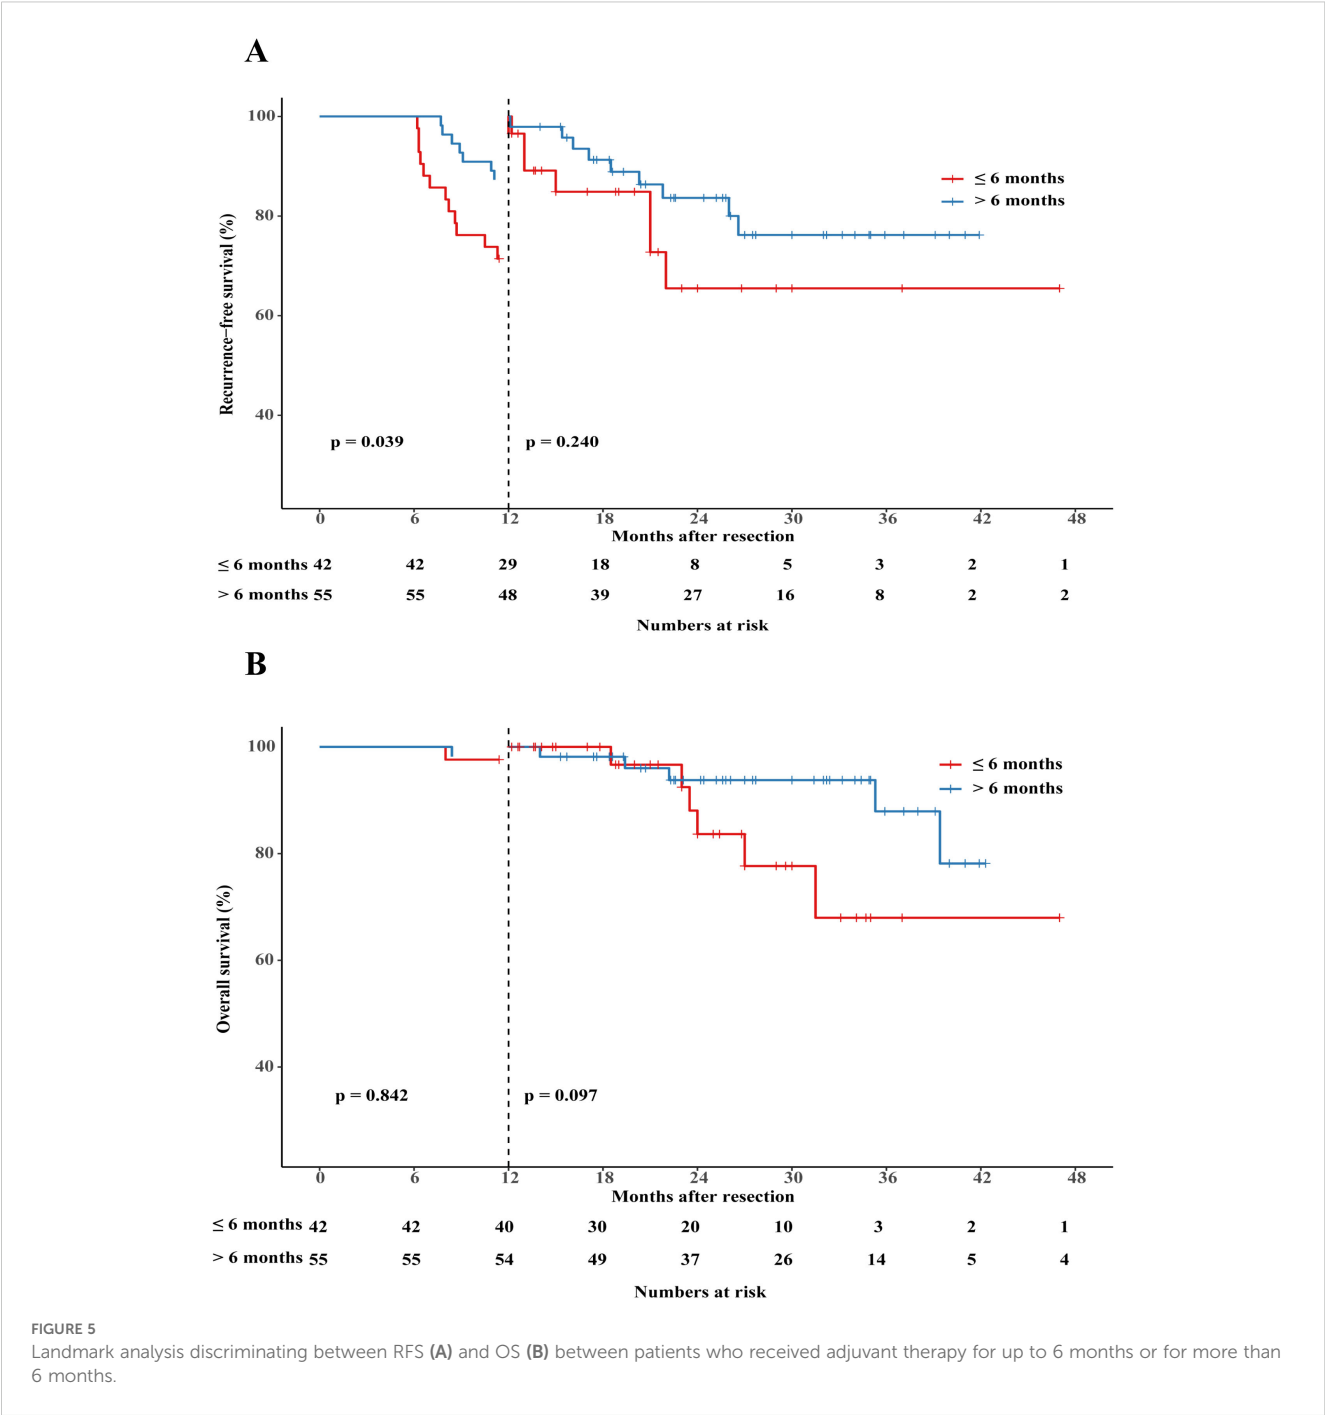 A
100
80
60
40
Recurrence-free survival (%)
≤ 6 months
> 6 months
p = 0.039 p = 0.240
0 6 12 18 24 30 36 42 48
Months after resection
≤ 6 months 42 42 29 18 8 5 3 2 1
> 6 months 55 55 48 39 27 16 8 2 2
Numbers at risk
B
100
80
60
40
Overall survival (%)
≤ 6 months
> 6 months
p = 0.842 p = 0.097
0 6 12 18 24 30 36 42 48
Months after resection
≤ 6 months 42 42 40 30 20 10 3 2 1
> 6 months 55 55 54 49 37 26 14 5 4
Numbers at risk
FIGURE 5
Landmark analysis discriminating between RFS (A) and OS (B) between patients who received adjuvant therapy for up to 6 months or for more than
6 months.